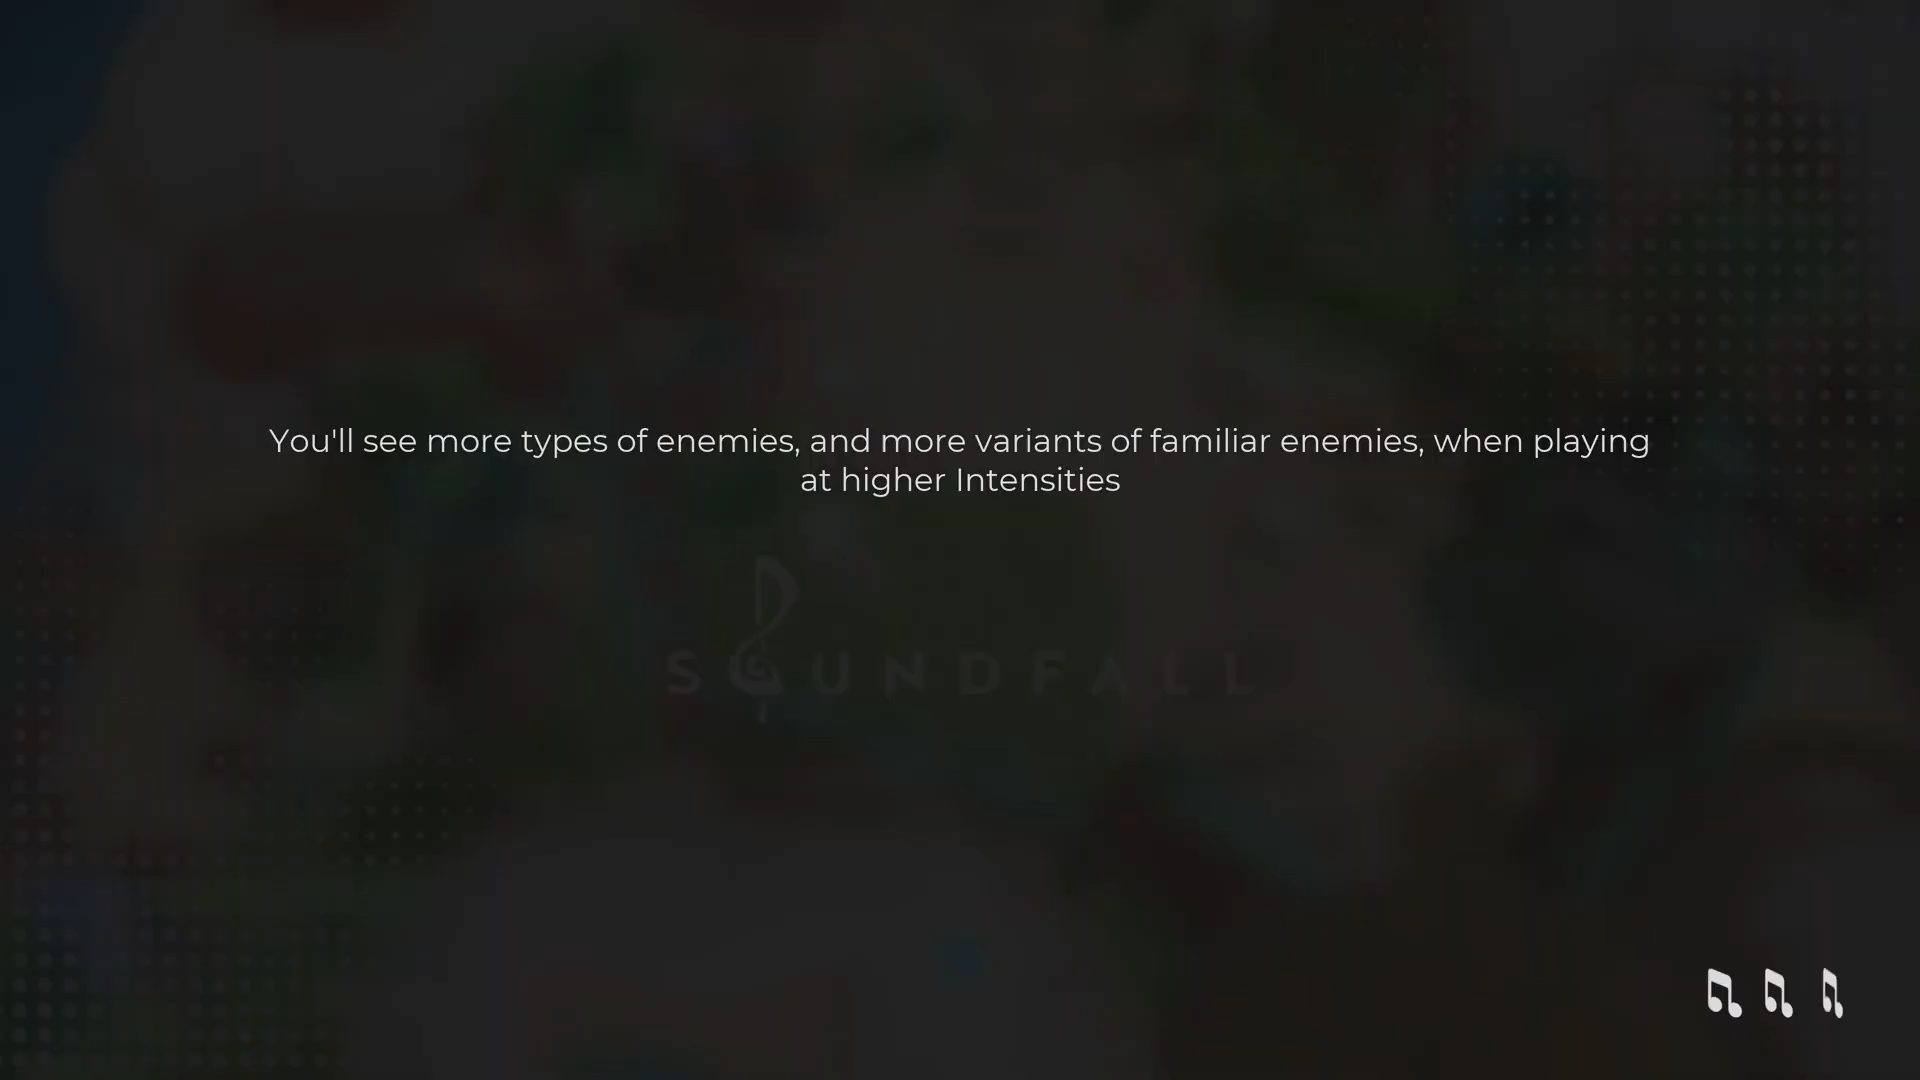 You'll see more types of enemies, and more variants of familiar enemies, when playing
at higher Intensities
SOUNDFALL